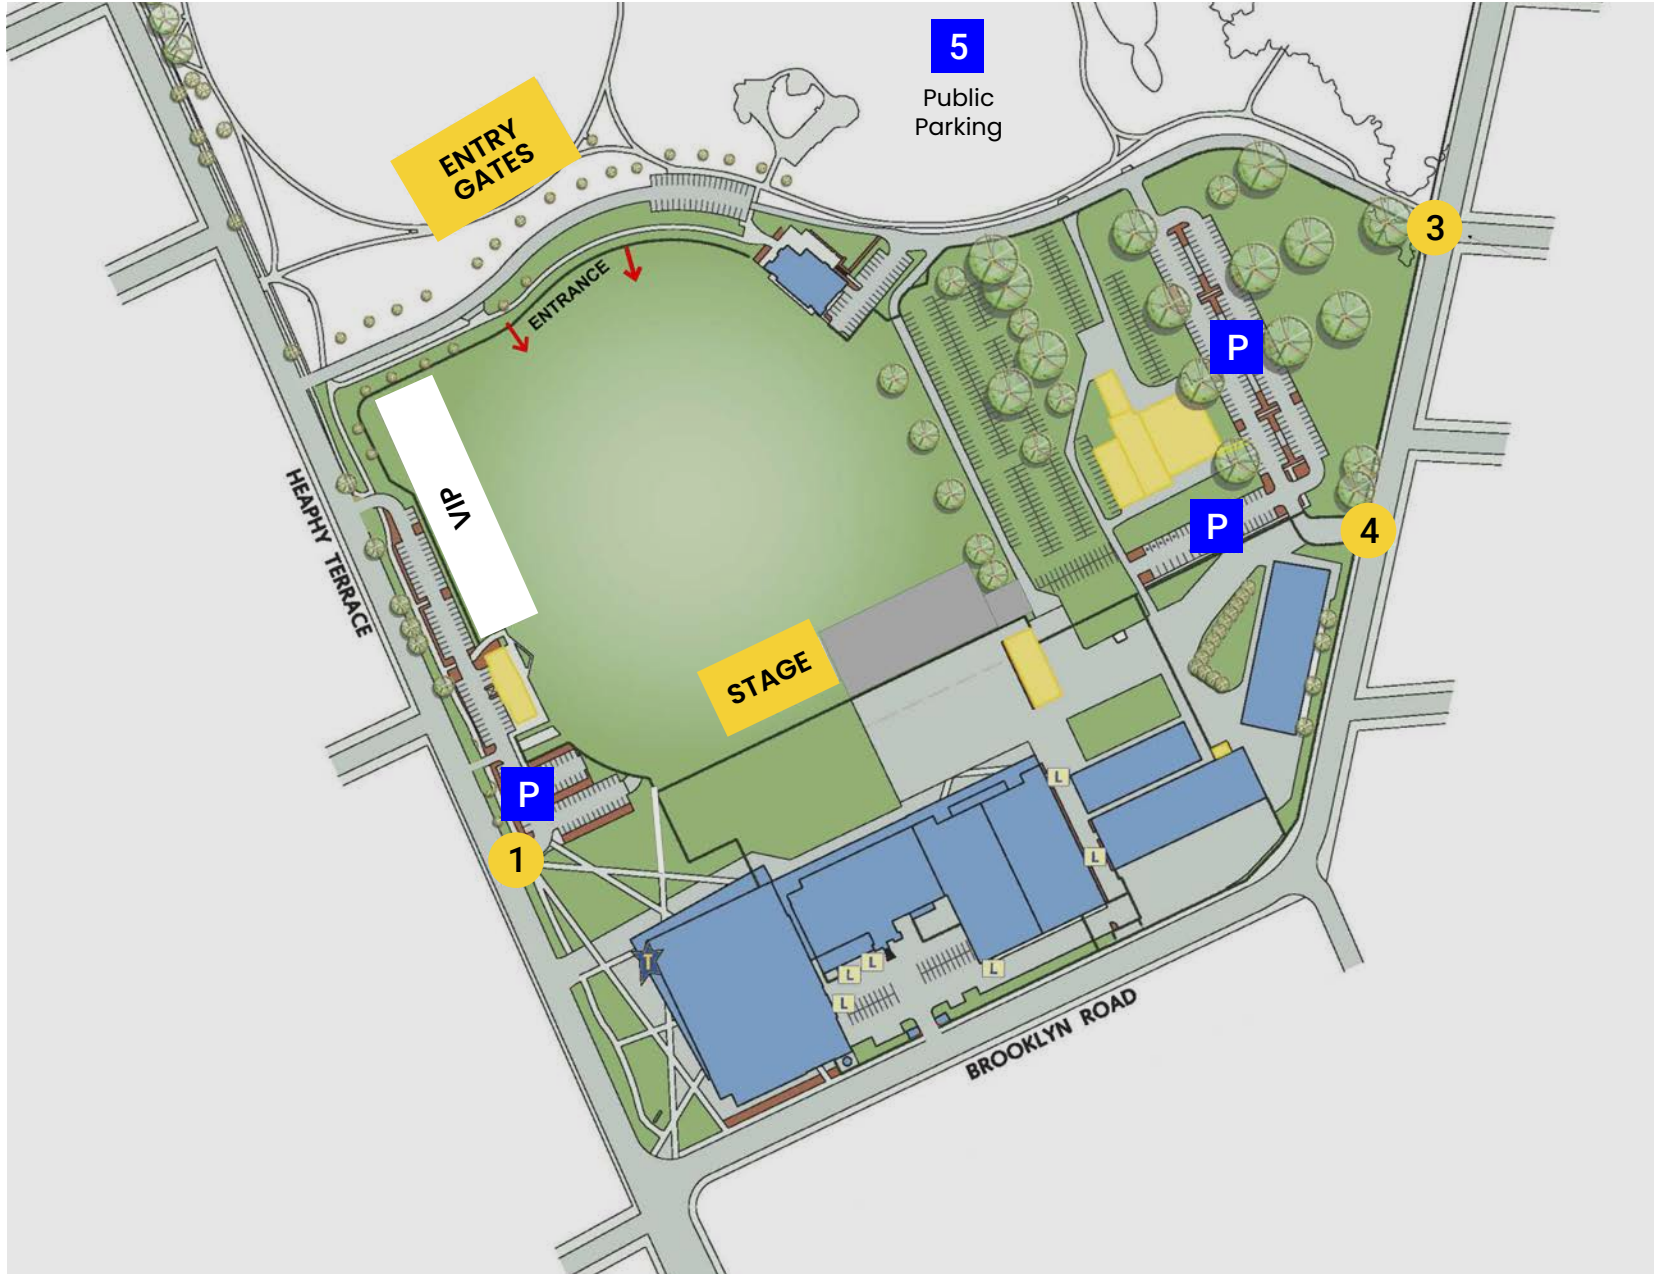 5
Public
Parking
ENTRY
GATES
3
ENTRANCE
P
VIP
HEAPHY TERRACE
P
4
STAGE
P
L
1
L
T
L
L
L
L
BROOKLYN ROAD